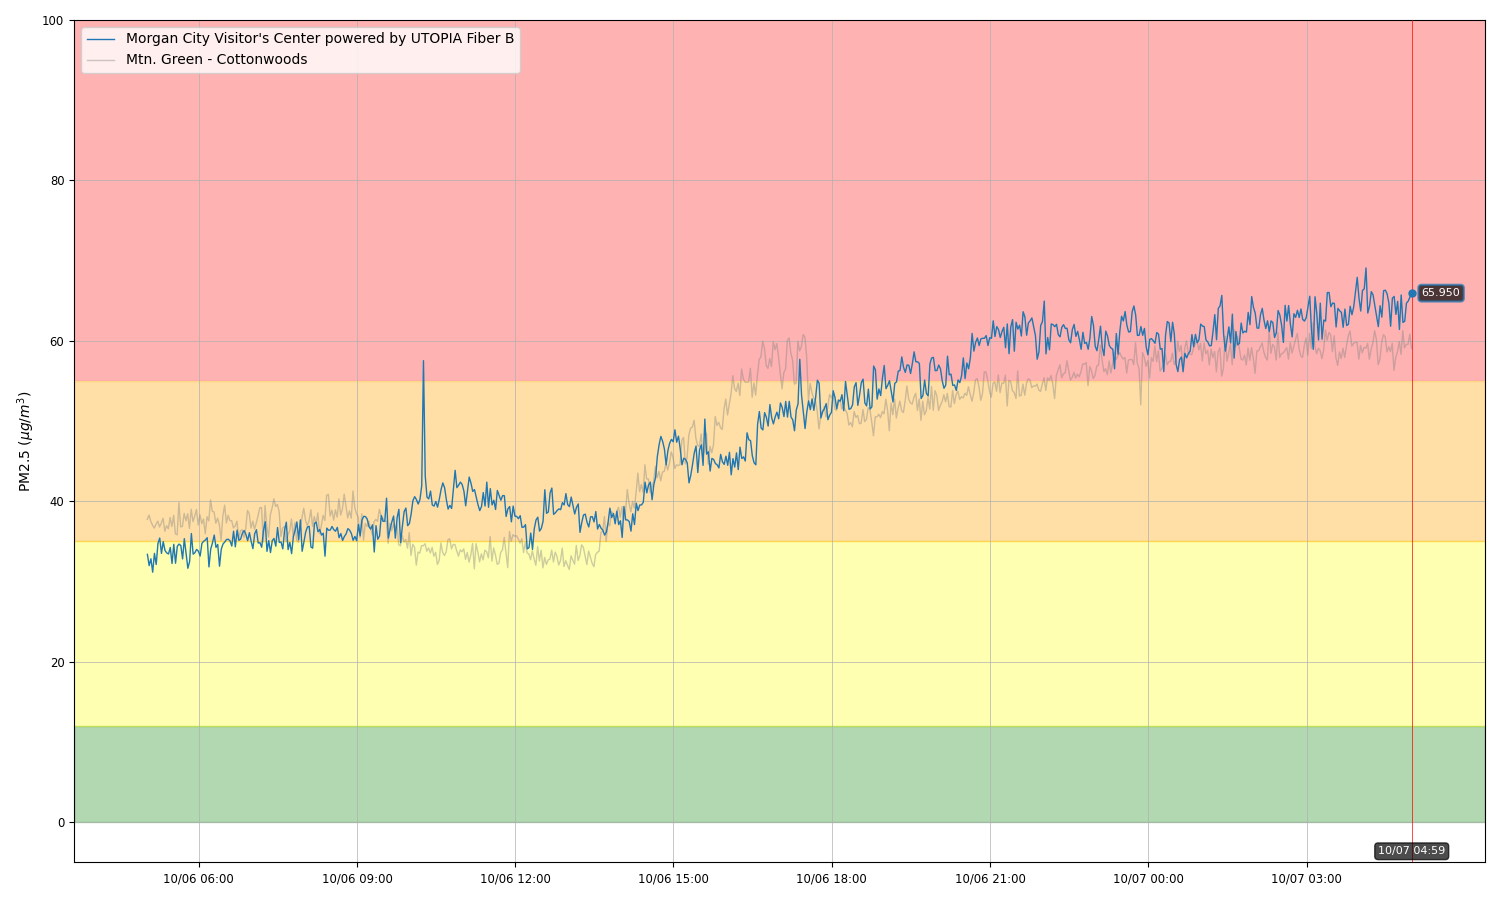 100
Morgan City Visitor's Center powered by UTOPIA Fiber B
Mtn. Green - Cottonwoods
80
65.950
60
PM2.5 (μg/m³)
40
20
0
10/07 04:59
10/06 06:00 10/06 09:00 10/06 12:00 10/06 15:00 10/06 18:00 10/06 21:00 10/07 00:00 10/07 03:00